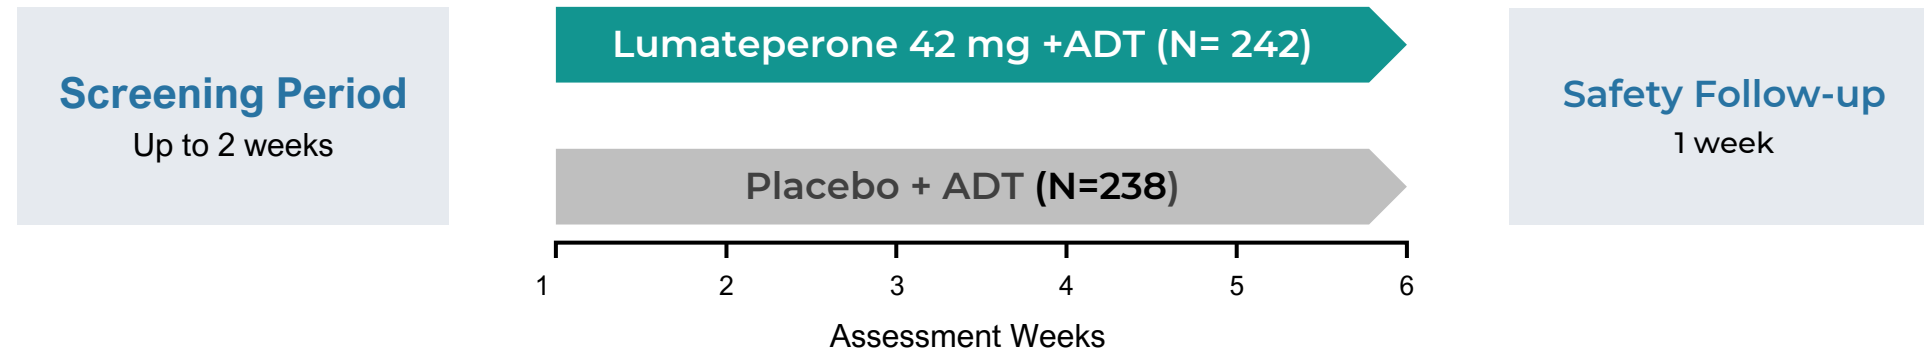 Screening Period
Up to 2 weeks
Lumateperone 42 mg +ADT (N= 242)
Placebo + ADT (N=238)
1 2 3 4 5 6
Assessment Weeks
Safety Follow-up
1 week